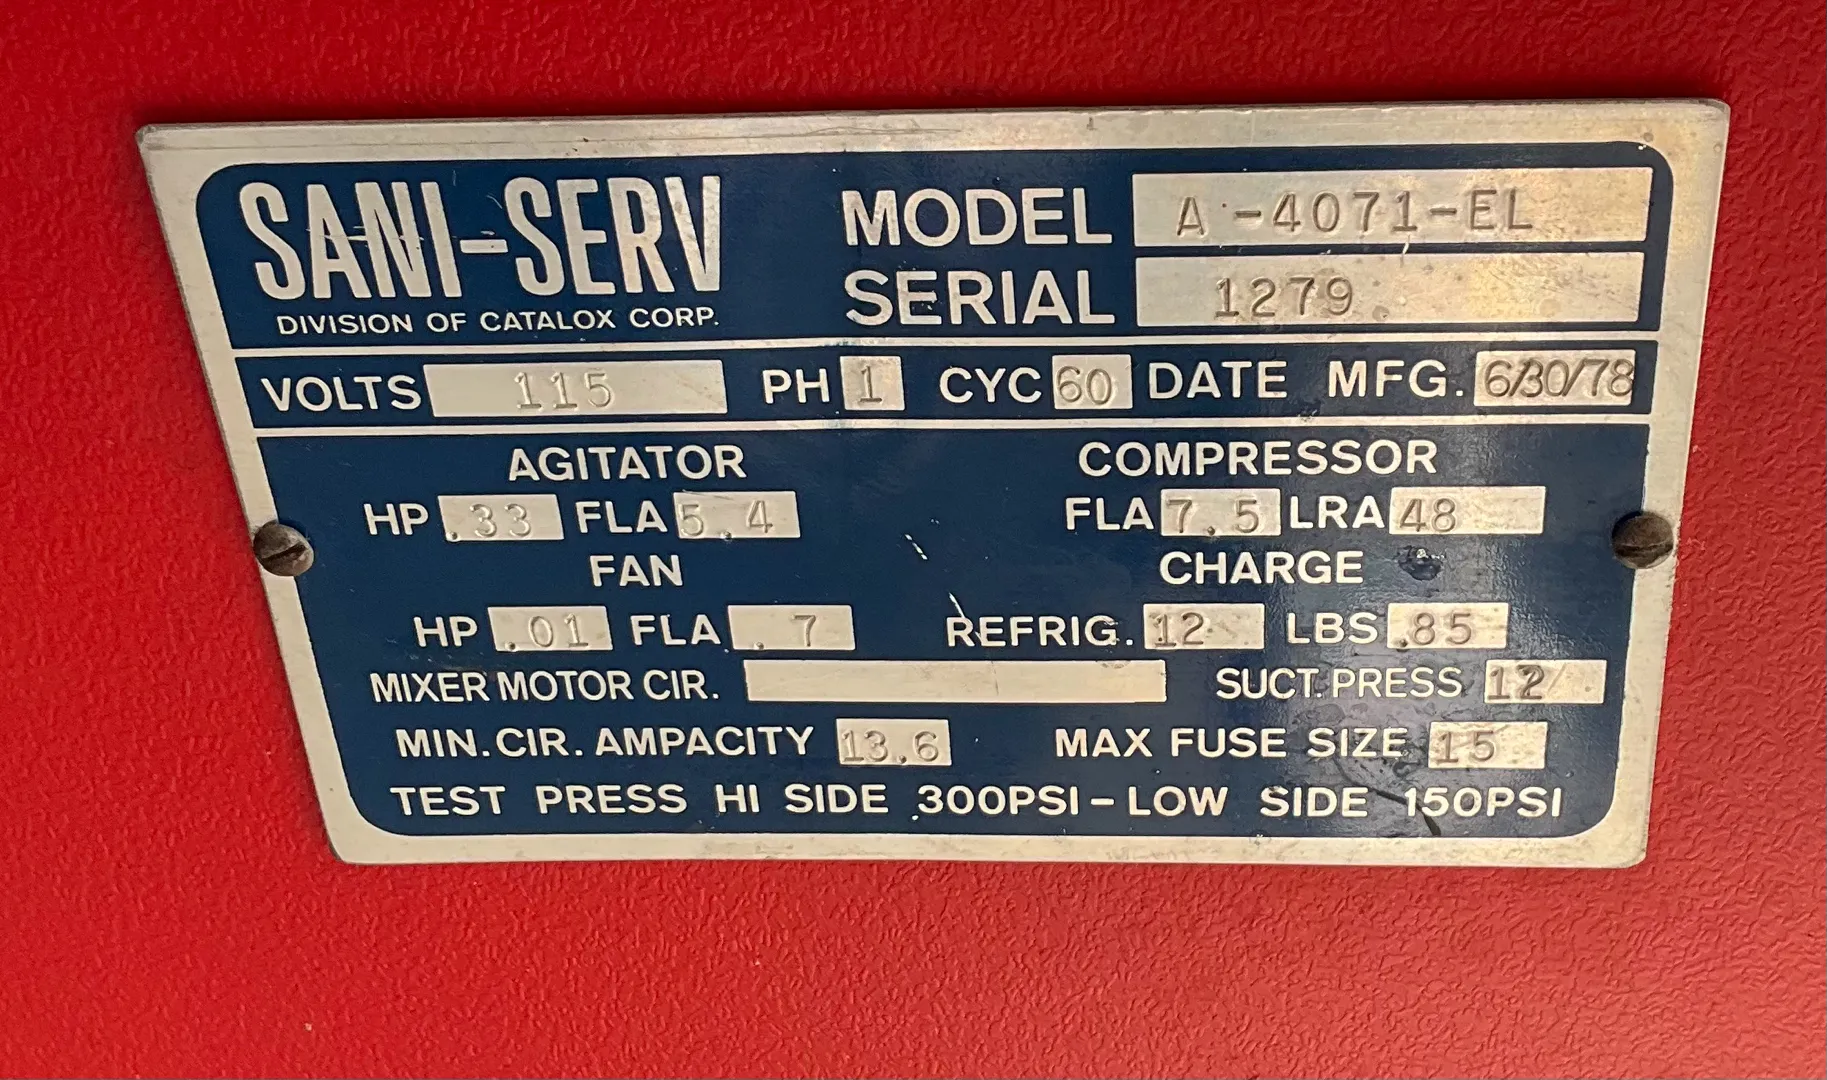 SANI-SERV
DIVISION OF CATALOX CORP.
MODEL A-4071-EL
SERIAL 1279
VOLTS 115 PH 1 CYC 60 DATE MFG. 6/30/78
AGITATOR
HP .33 FLA 5.4
COMPRESSOR
FLA 7.5 LRA 48
FAN
HP .01 FLA .7
CHARGE
REFRIG. 12 LBS .85
MIXER MOTOR CIR.
SUCT. PRESS 12
MIN. CIR. AMPACITY 13.6 MAX FUSE SIZE 15
TEST PRESS HI SIDE 300PSI - LOW SIDE 150PSI